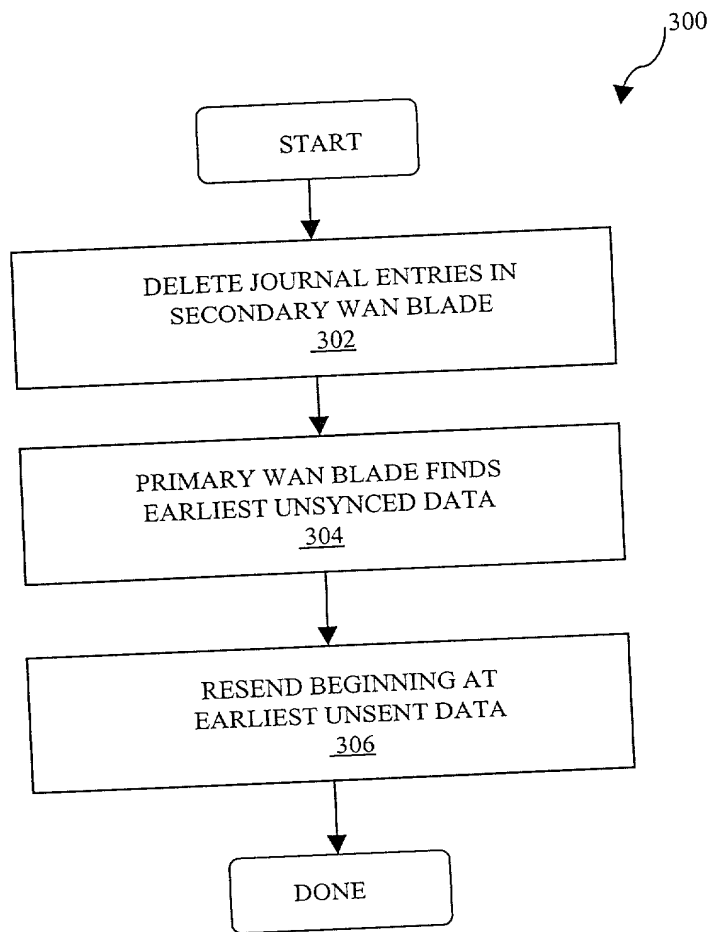 300
START
DELETE JOURNAL ENTRIES IN
SECONDARY WAN BLADE
302
PRIMARY WAN BLADE FINDS
EARLIEST UNSYNCED DATA
304
RESEND BEGINNING AT
EARLIEST UNSENT DATA
306
DONE